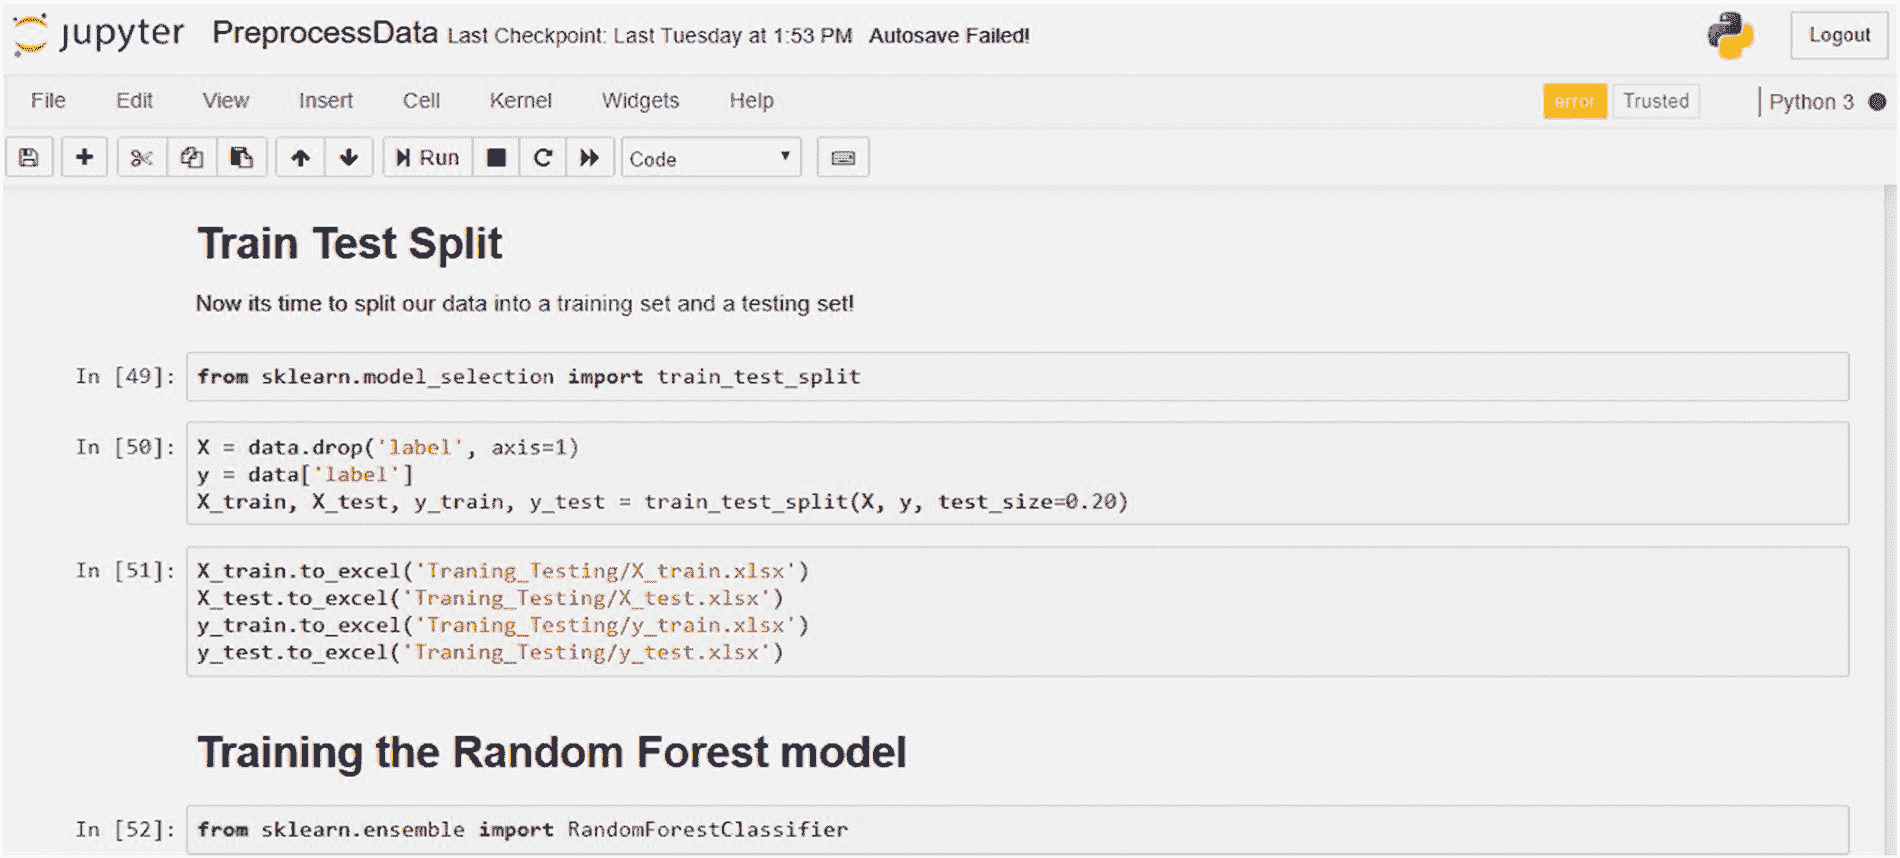 jupyter PreprocessData Last Checkpoint: Last Tuesday at 1:53 PM Autosave Failed! Logout
File Edit View Insert Cell Kernel Widgets Help error Trusted Python 3
Run Code
Train Test Split
Now its time to split our data into a training set and a testing set!
In [49]: from sklearn.model_selection import train_test_split
In [50]: X = data.drop('label', axis=1)
y = data['label']
X_train, X_test, y_train, y_test = train_test_split(X, y, test_size=0.20)
In [51]: X_train.to_excel('Traning_Testing/X_train.xlsx')
X_test.to_excel('Traning_Testing/X_test.xlsx')
y_train.to_excel('Traning_Testing/y_train.xlsx')
y_test.to_excel('Traning_Testing/y_test.xlsx')
Training the Random Forest model
In [52]: from sklearn.ensemble import RandomForestClassifier